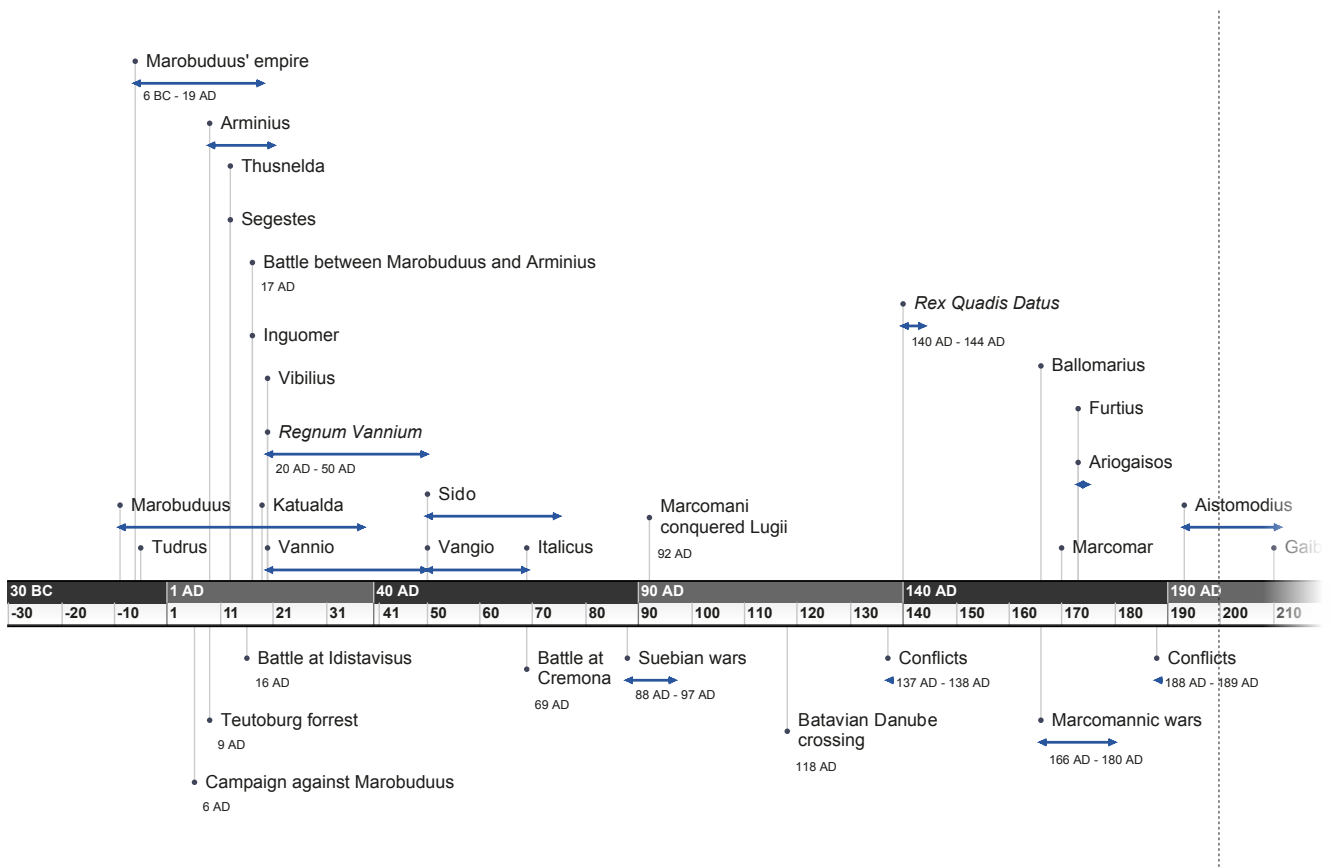 Marobuduus' empire
6 BC - 19 AD
Arminius
Thusnelda
Segestes
Battle between Marobuduus and Arminius
17 AD
Rex Quadis Datus
140 AD - 144 AD
Inguomer
Ballomarius
Vibilius
Furtius
Regnum Vannium
20 AD - 50 AD
Ariogaisos
Sido
Marobuduus
Katualda
Marcomani
conquered Lugii
92 AD
Aistomodius
Tudrus
Vannio
Vangio
Italicus
Marcomar
Gaib
30 BC 1 AD 40 AD 90 AD 140 AD 190 AD
-30 -20 -10 1 11 21 31 41 50 60 70 80 90 100 110 120 130 140 150 160 170 180 190 200 210
Battle at Idistavisus
16 AD
Battle at
Cremona
69 AD
Suebian wars
88 AD - 97 AD
Conflicts
137 AD - 138 AD
Conflicts
188 AD - 189 AD
Teutoburg forrest
9 AD
Batavian Danube
crossing
118 AD
Marcomannic wars
166 AD - 180 AD
Campaign against Marobuduus
6 AD